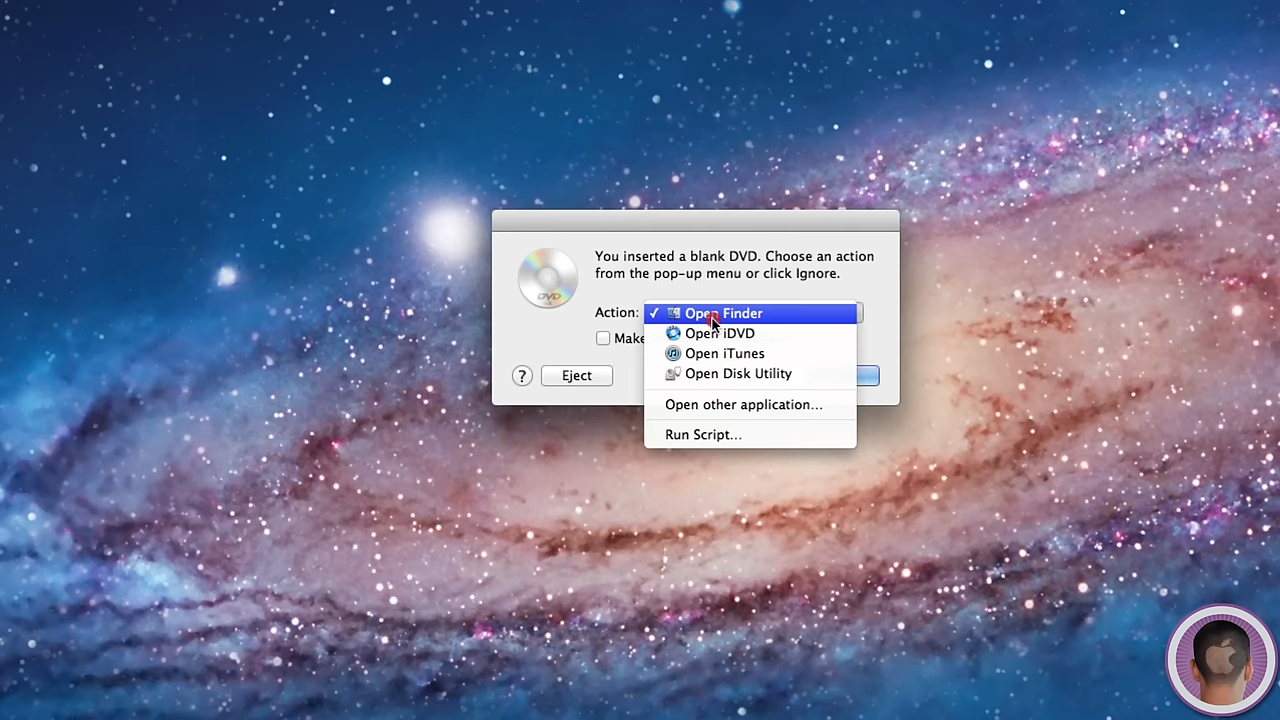 You inserted a blank DVD. Choose an action
from the pop-up menu or click Ignore.
DVD
Action:
✓ Open Finder
Open iDVD
Make
Open iTunes
? Eject
Open Disk Utility
Open other application...
Run Script...